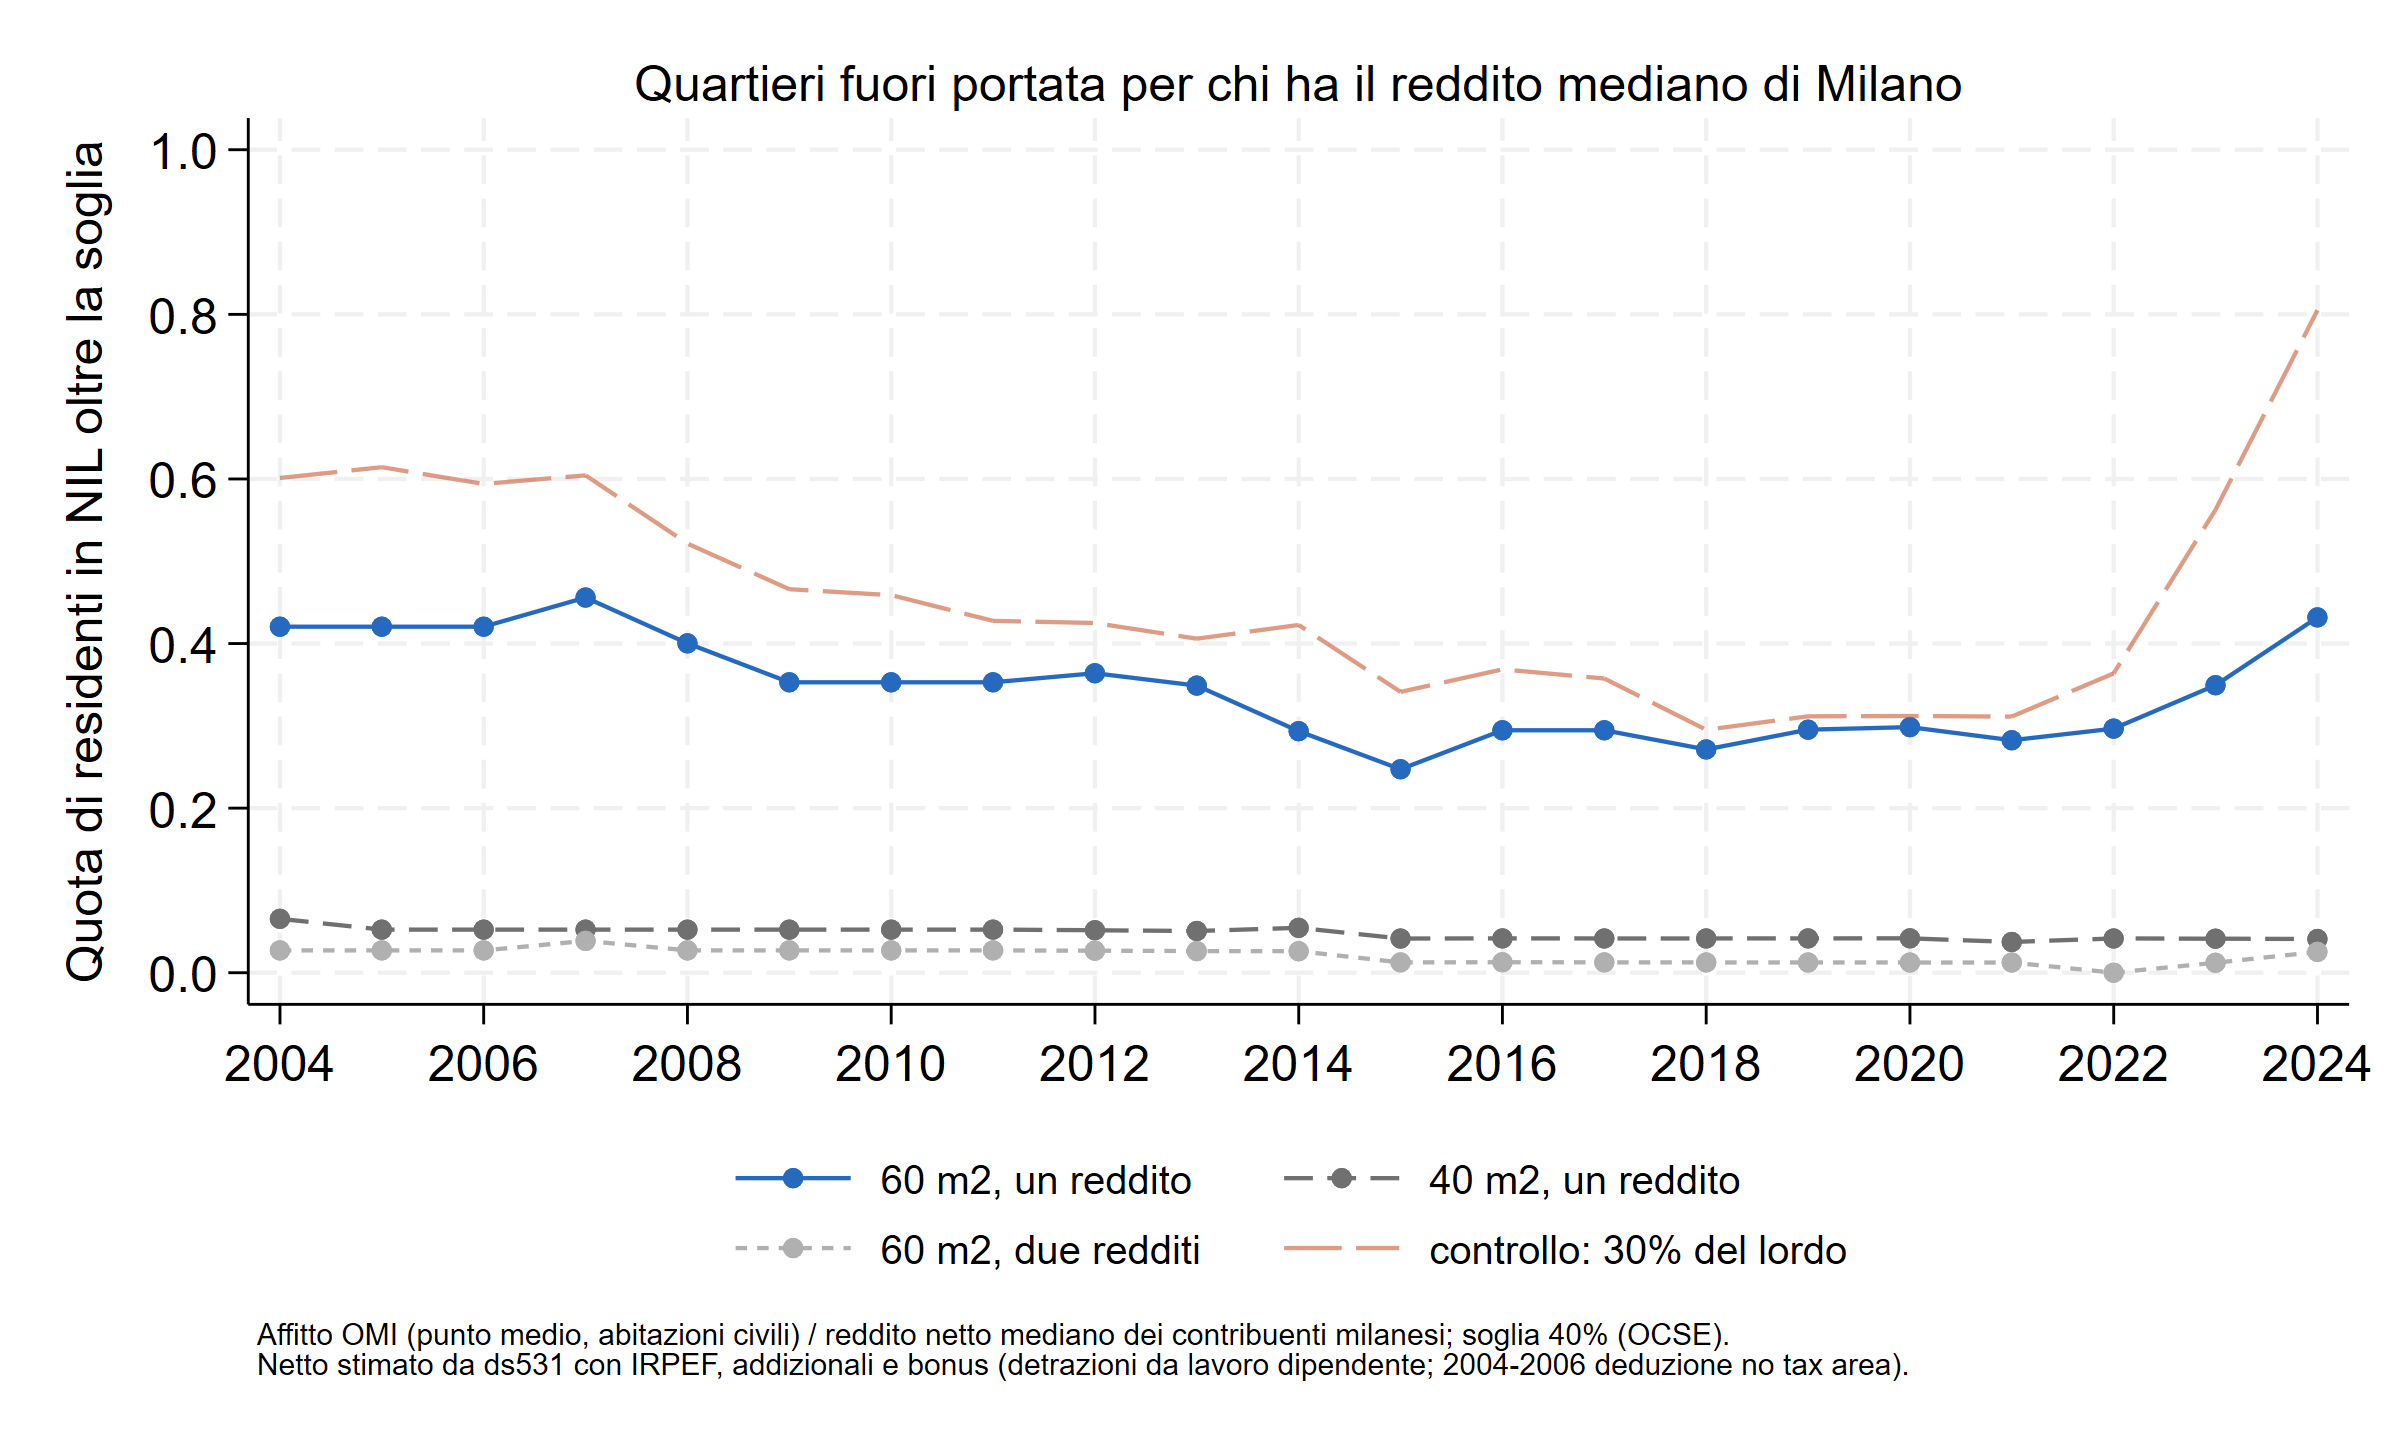 Quartieri fuori portata per chi ha il reddito mediano di Milano
Quota di residenti in NIL oltre la soglia
1.0
0.8
0.6
0.4
0.2
0.0
2004 2006 2008 2010 2012 2014 2016 2018 2020 2022 2024
60 m2, un reddito 40 m2, un reddito
60 m2, due redditi controllo: 30% del lordo
Affitto OMI (punto medio, abitazioni civili) / reddito netto mediano dei contribuenti milanesi; soglia 40% (OCSE).
Netto stimato da ds531 con IRPEF, addizionali e bonus (detrazioni da lavoro dipendente; 2004-2006 deduzione no tax area).